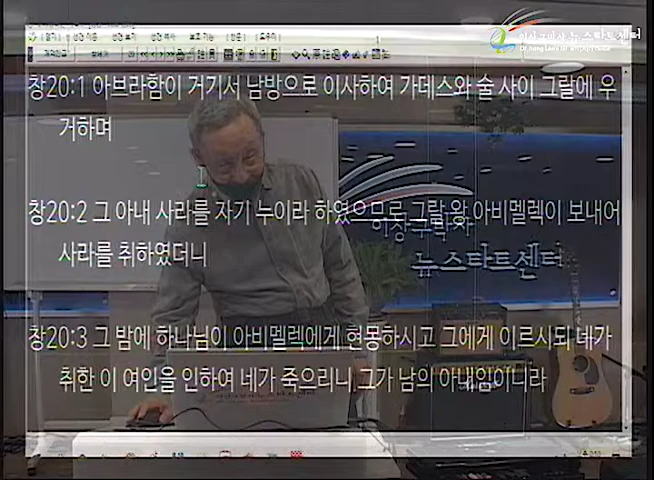 이상구박사 뉴스타트센터
창20:1 아브라함이 거기서 남방으로 이사하여 가데스와 술 사이 그랄에 우
거하며
창20:2 그 아내 사라를 자기 누이라 하였으므로 그랄 왕 아비멜렉이 보내어
사라를 취하였더니
이상구박사
뉴스타트센터
창20:3 그 밤에 하나님이 아비멜렉에게 현몽하시고 그에게 이르시되 네가
취한 이 여인을 인하여 네가 죽으리니 그가 남의 아내임이니라